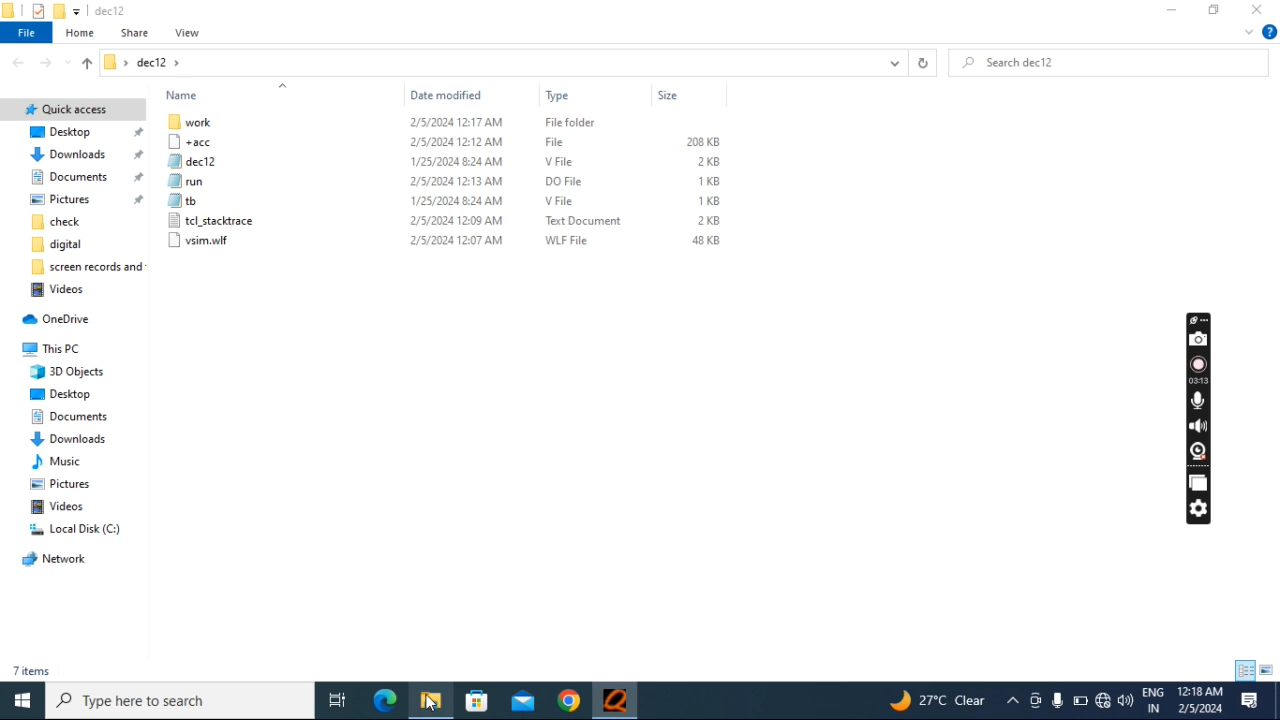 dec12
File Home Share View
dec12 Search dec12
Name Date modified Type Size
Quick access
Desktop
Downloads
Documents
Pictures
check
digital
screen records and
Videos
OneDrive
This PC
3D Objects
Desktop
Documents
Downloads
Music
Pictures
Videos
Local Disk (C:)
Network
work 2/5/2024 12:17 AM File folder
+acc 2/5/2024 12:12 AM File 208 KB
dec12 1/25/2024 8:24 AM V File 2 KB
run 2/5/2024 12:13 AM DO File 1 KB
tb 1/25/2024 8:24 AM V File 1 KB
tcl_stacktrace 2/5/2024 12:09 AM Text Document 2 KB
vsim.wlf 2/5/2024 12:07 AM WLF File 48 KB
03:13
7 items
Type here to search 27°C Clear ENG 12:18 AM
IN 2/5/2024